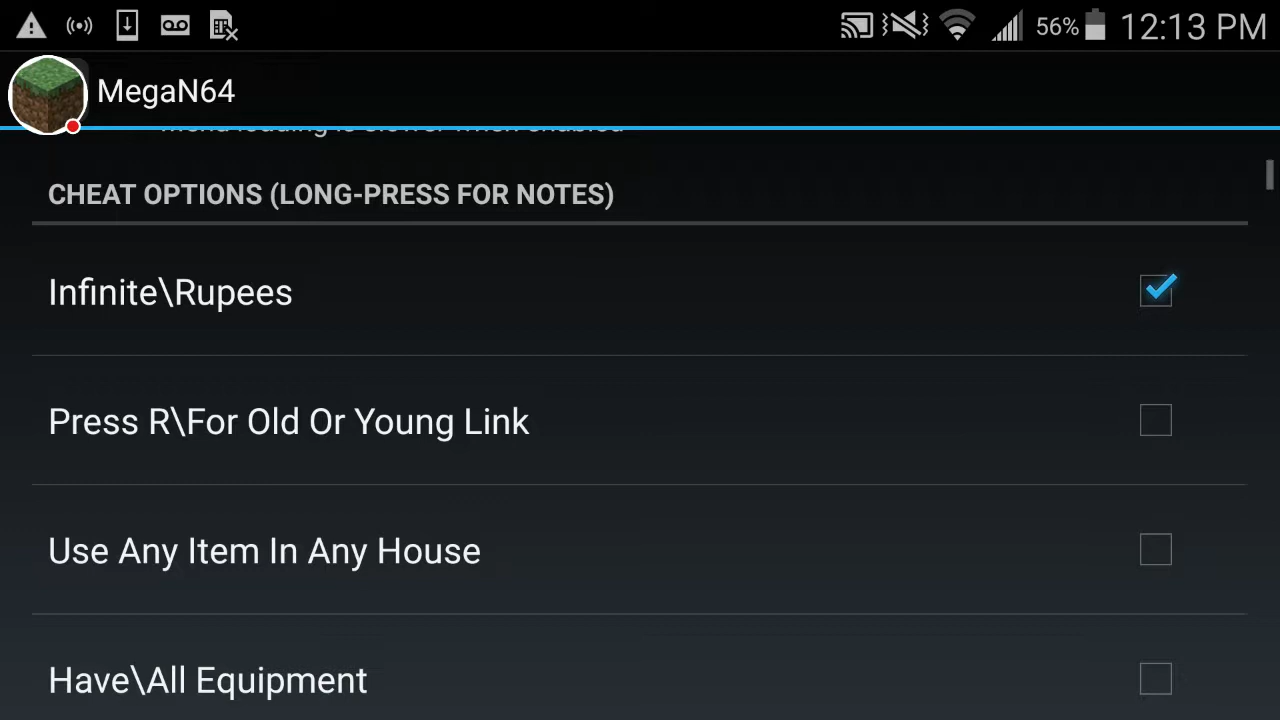 56% 12:13 PM
MegaN64
CHEAT OPTIONS (LONG-PRESS FOR NOTES)
Infinite\Rupees
Press R\For Old Or Young Link
Use Any Item In Any House
Have\All Equipment